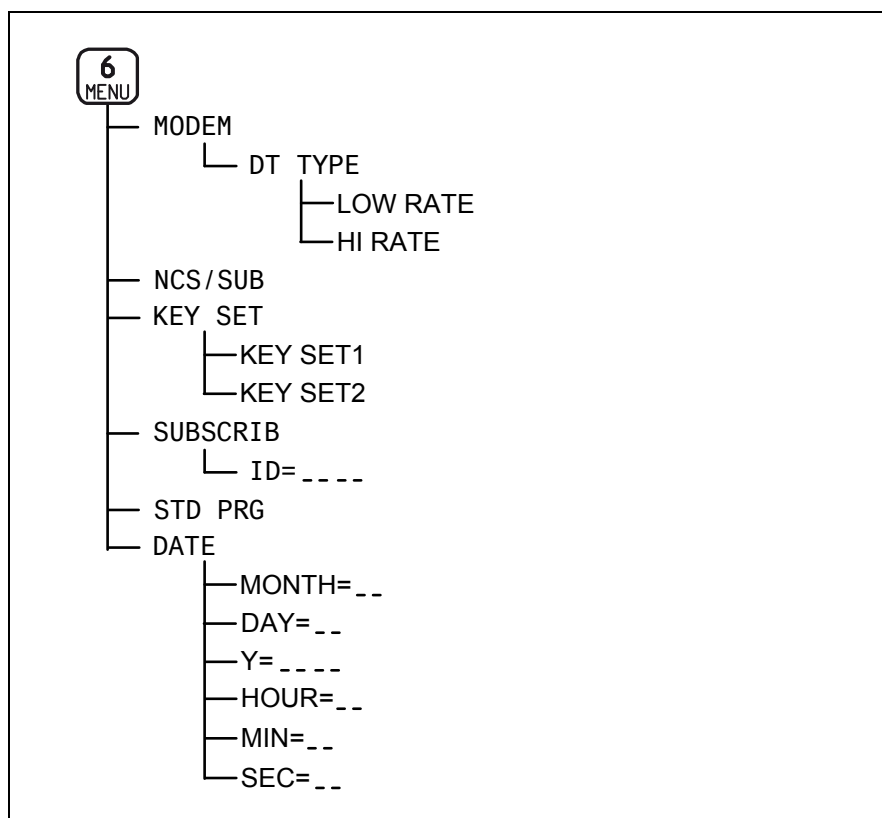 6
MENU
MODEM
DT TYPE
LOW RATE
HI RATE
NCS/SUB
KEY SET
KEY SET1
KEY SET2
SUBSCRIB
ID=____
STD PRG
DATE
MONTH=__
DAY=__
Y=____
HOUR=__
MIN=__
SEC=__